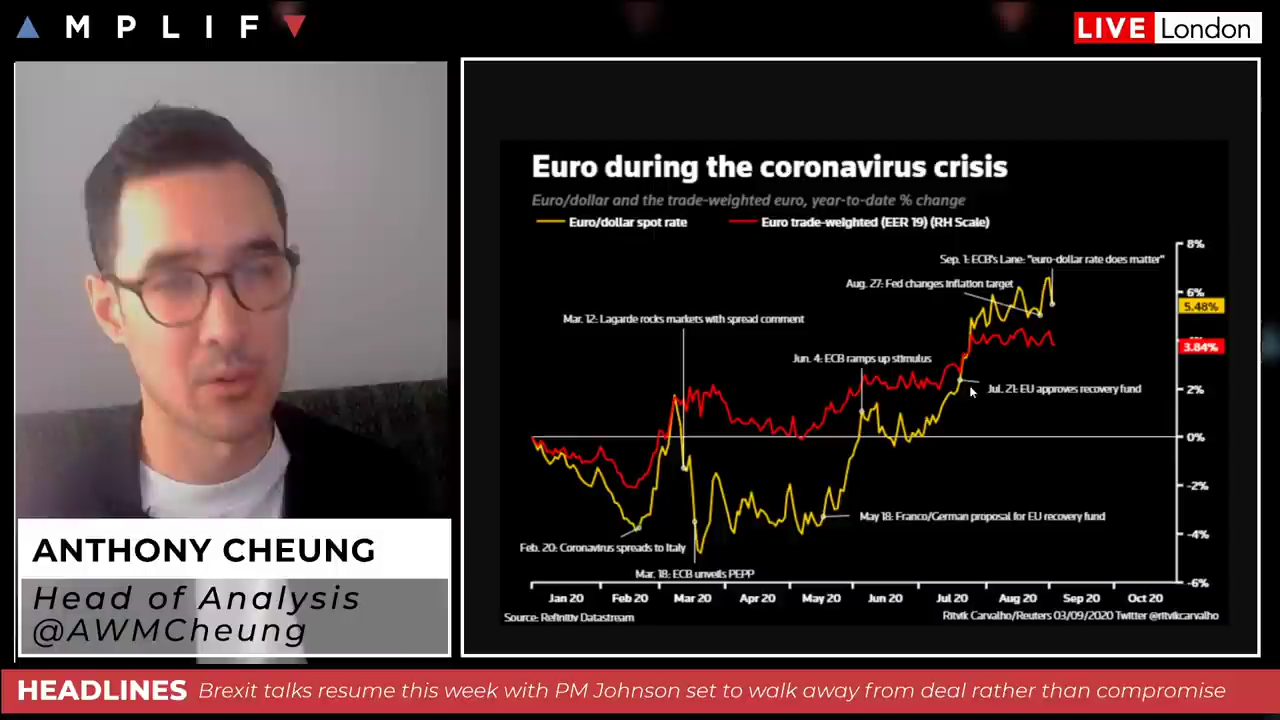 MPLIF
LIVE London
Euro during the coronavirus crisis
Euro/dollar and the trade-weighted euro, year-to-date % change
Euro/dollar spot rate
Euro trade-weighted (EER 19) (RH Scale)
8%
Sep. 1: ECB's Lane: "euro-dollar rate does matter"
Aug. 27: Fed changes inflation target
6%
5.48%
Mar. 12: Lagarde rocks markets with spread comment
3.84%
Jun. 4: ECB ramps up stimulus
Jul. 21: EU approves recovery fund
2%
0%
-2%
May 18: Franco/German proposal for EU recovery fund
-4%
Feb. 20: Coronavirus spreads to Italy
Mar. 18: ECB unveils PEPP
-6%
Jan 20 Feb 20 Mar 20 Apr 20 May 20 Jun 20 Jul 20 Aug 20 Sep 20 Oct 20
Source: Refinitiv Datastream
Ritvik Carvalho/Reuters 03/09/2020 Twitter @ritvikcarvalho
ANTHONY CHEUNG
Head of Analysis
@AWMCheung
HEADLINES Brexit talks resume this week with PM Johnson set to walk away from deal rather than compromise